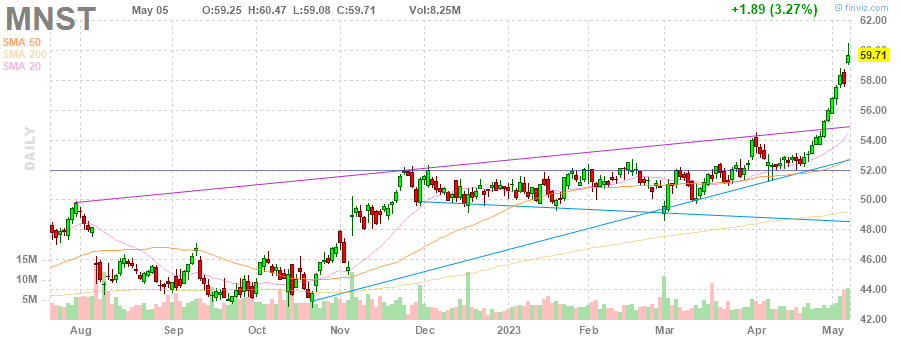 MNST May 05 O:59.25 H:60.47 L:59.08 C:59.71 Vol:8.25M +1.89 (3.27%) finviz.com
SMA 50
SMA 200
SMA 20
DAILY
62.00
59.71
58.00
56.00
54.00
52.00
50.00
48.00
46.00
44.00
42.00
15M
10M
5M
Aug Sep Oct Nov Dec 2023 Feb Mar Apr May